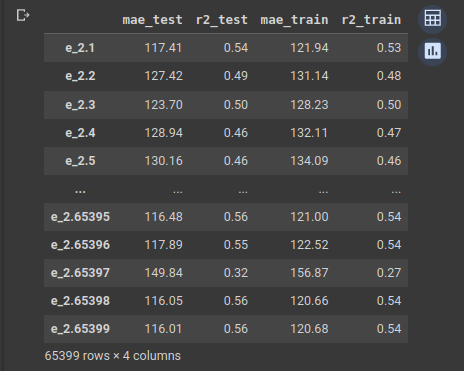 mae_test r2_test mae_train r2_train
e_2.1 117.41 0.54 121.94 0.53
e_2.2 127.42 0.49 131.14 0.48
e_2.3 123.70 0.50 128.23 0.50
e_2.4 128.94 0.46 132.11 0.47
e_2.5 130.16 0.46 134.09 0.46
... ... ... ... ...
e_2.65395 116.48 0.56 121.00 0.54
e_2.65396 117.89 0.55 122.52 0.54
e_2.65397 149.84 0.32 156.87 0.27
e_2.65398 116.05 0.56 120.66 0.54
e_2.65399 116.01 0.56 120.68 0.54
65399 rows × 4 columns